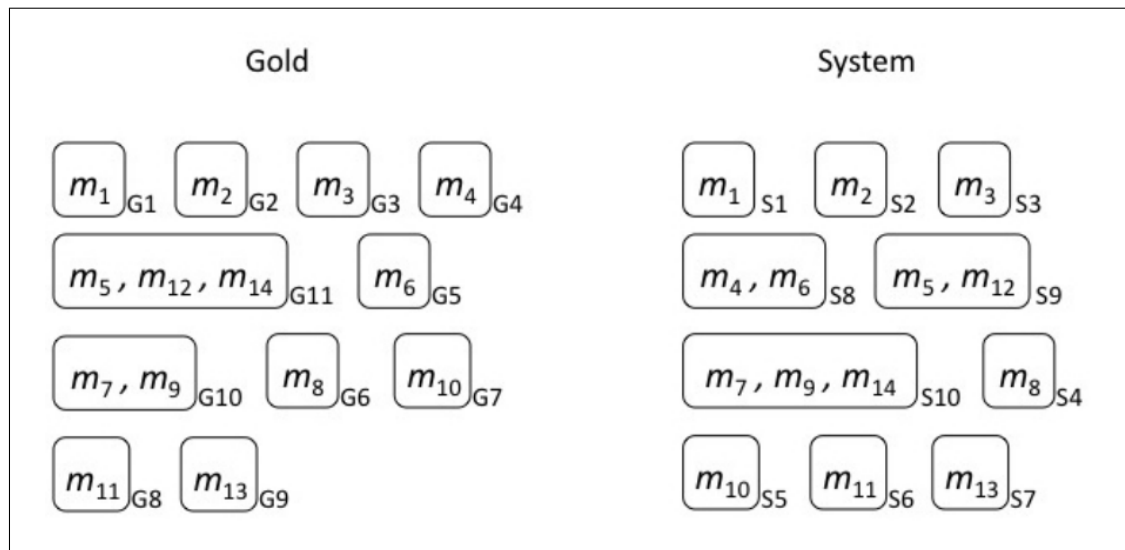 Gold System
m₁ G1 m₂ G2 m₃ G3 m₄ G4 m₁ S1 m₂ S2 m₃ S3
m₅ , m₁₂ , m₁₄ G11 m₆ G5 m₄ , m₆ S8 m₅ , m₁₂ S9
m₇ , m₉ G10 m₈ G6 m₁₀ G7 m₇ , m₉ , m₁₄ S10 m₈ S4
m₁₁ G8 m₁₃ G9 m₁₀ S5 m₁₁ S6 m₁₃ S7